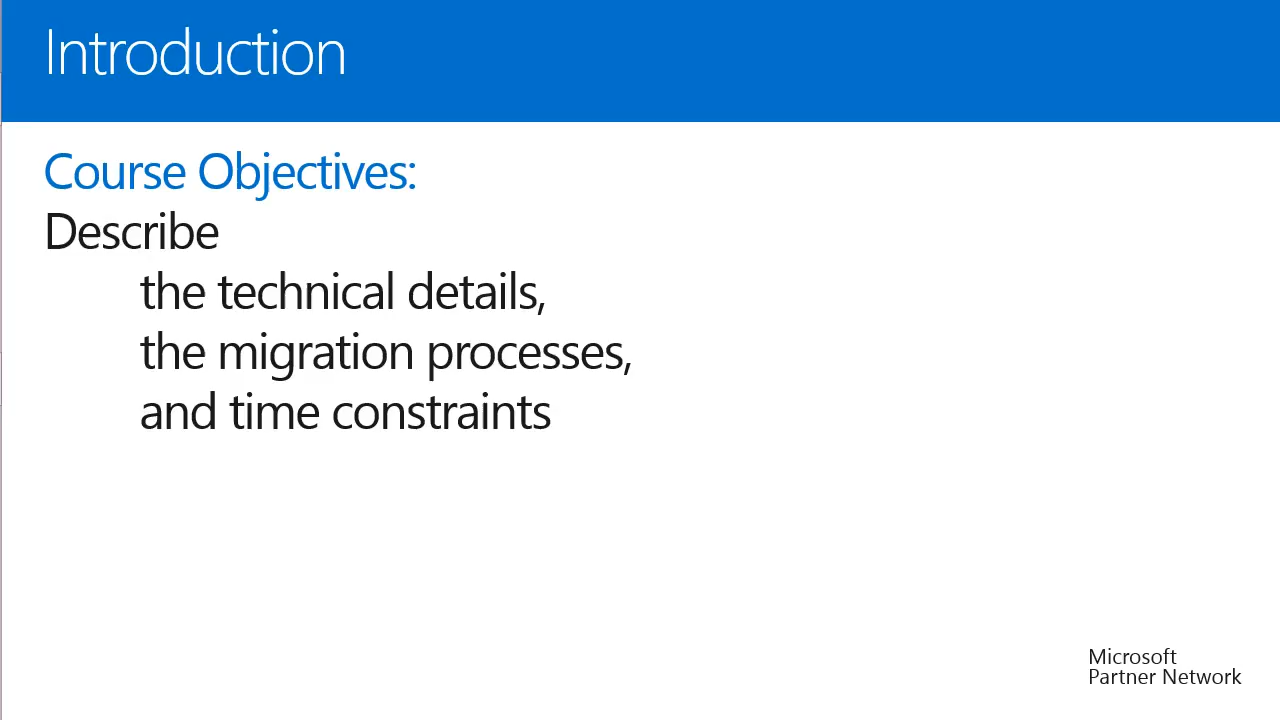 Introduction
Course Objectives:
Describe
the technical details,
the migration processes,
and time constraints
Microsoft
Partner Network